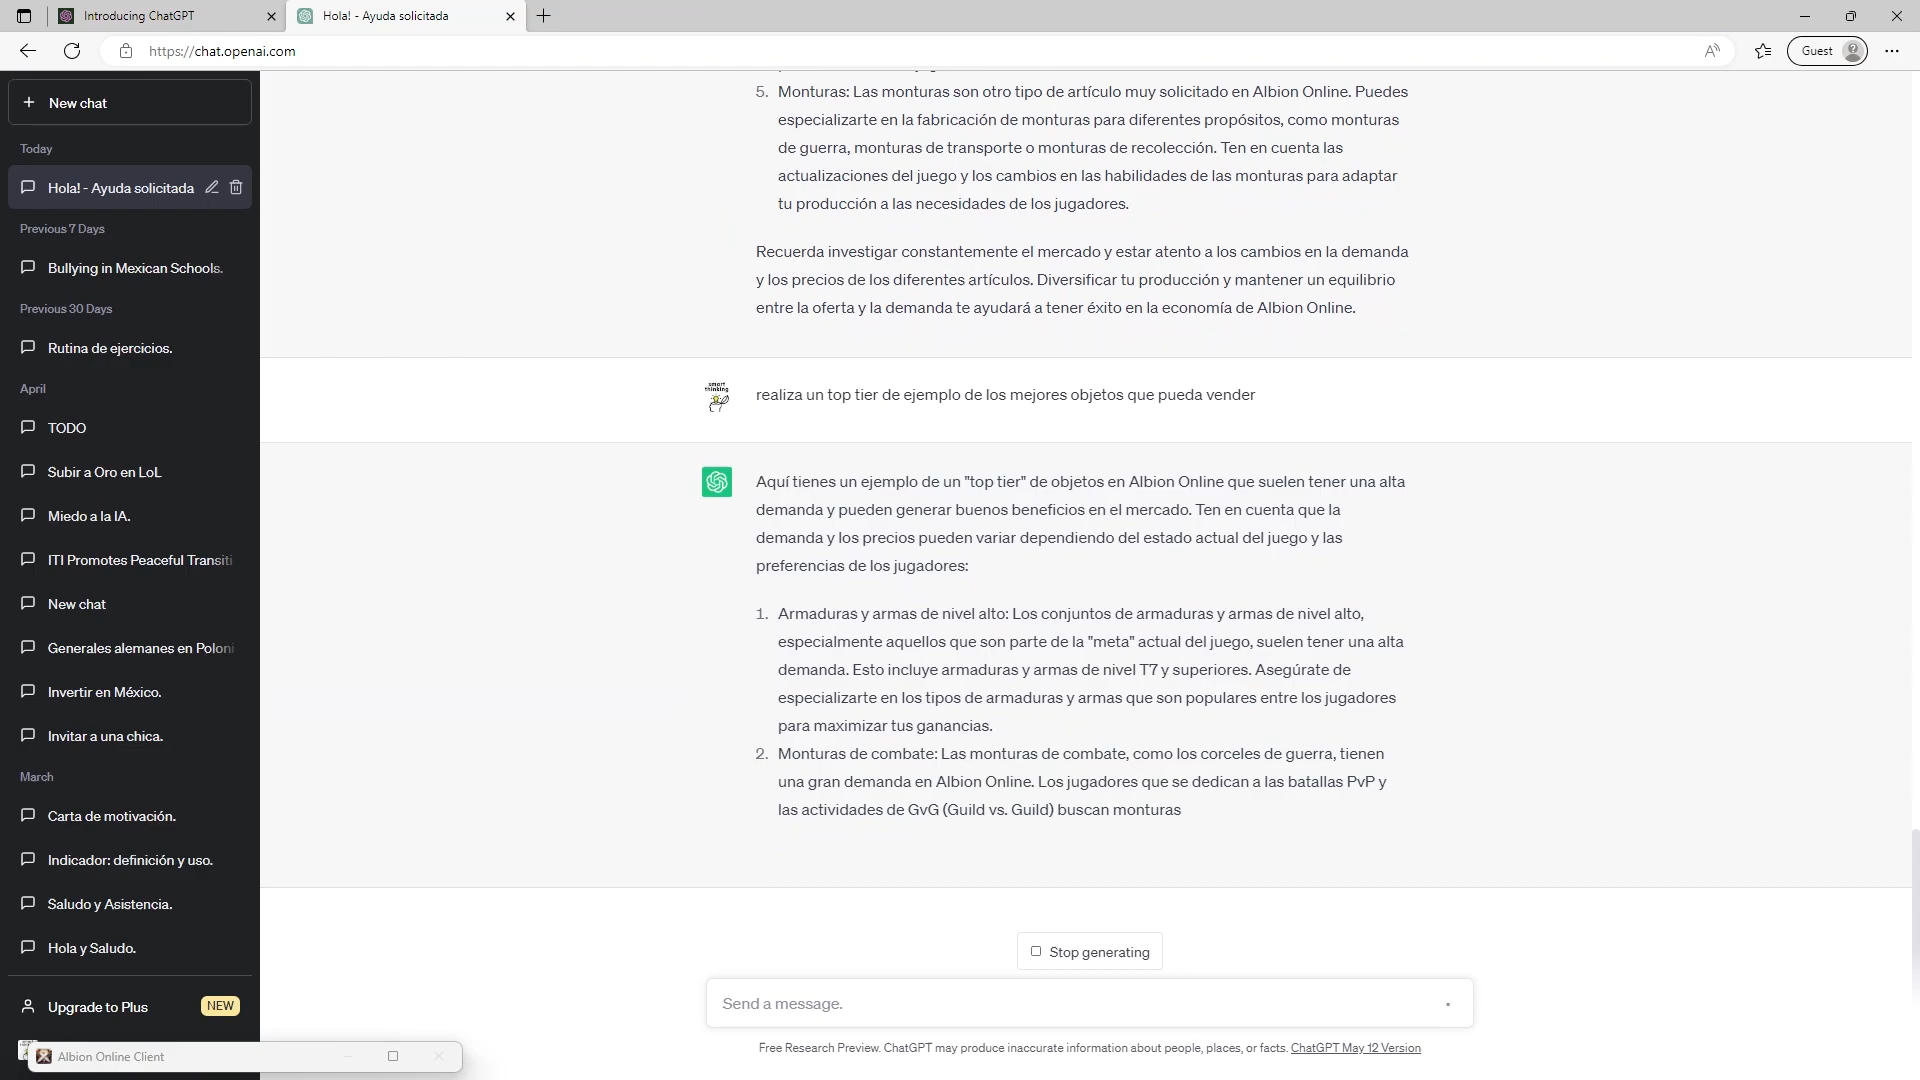 Introducing ChatGPT
Hola! - Ayuda solicitada
https://chat.openai.com
Guest
New chat
Today
Hola! - Ayuda solicitada
Previous 7 Days
Bullying in Mexican Schools.
Previous 30 Days
Rutina de ejercicios.
April
TODO
Subir a Oro en LoL
Miedo a la IA.
ITI Promotes Peaceful Transiti
New chat
Generales alemanes en Poloni
Invertir en México.
Invitar a una chica.
March
Carta de motivación.
Indicador: definición y uso.
Saludo y Asistencia.
Hola y Saludo.
Upgrade to Plus
NEW
Albion Online Client
5. Monturas: Las monturas son otro tipo de artículo muy solicitado en Albion Online. Puedes
especializarte en la fabricación de monturas para diferentes propósitos, como monturas
de guerra, monturas de transporte o monturas de recolección. Ten en cuenta las
actualizaciones del juego y los cambios en las habilidades de las monturas para adaptar
tu producción a las necesidades de los jugadores.
Recuerda investigar constantemente el mercado y estar atento a los cambios en la demanda
y los precios de los diferentes artículos. Diversificar tu producción y mantener un equilibrio
entre la oferta y la demanda te ayudará a tener éxito en la economía de Albion Online.
smart
thinking
realiza un top tier de ejemplo de los mejores objetos que pueda vender
Aquí tienes un ejemplo de un "top tier" de objetos en Albion Online que suelen tener una alta
demanda y pueden generar buenos beneficios en el mercado. Ten en cuenta que la
demanda y los precios pueden variar dependiendo del estado actual del juego y las
preferencias de los jugadores:
1. Armaduras y armas de nivel alto: Los conjuntos de armaduras y armas de nivel alto,
especialmente aquellos que son parte de la "meta" actual del juego, suelen tener una alta
demanda. Esto incluye armaduras y armas de nivel T7 y superiores. Asegúrate de
especializarte en los tipos de armaduras y armas que son populares entre los jugadores
para maximizar tus ganancias.
2. Monturas de combate: Las monturas de combate, como los corceles de guerra, tienen
una gran demanda en Albion Online. Los jugadores que se dedican a las batallas PvP y
las actividades de GvG (Guild vs. Guild) buscan monturas
Stop generating
Send a message.
Free Research Preview. ChatGPT may produce inaccurate information about people, places, or facts. ChatGPT May 12 Version